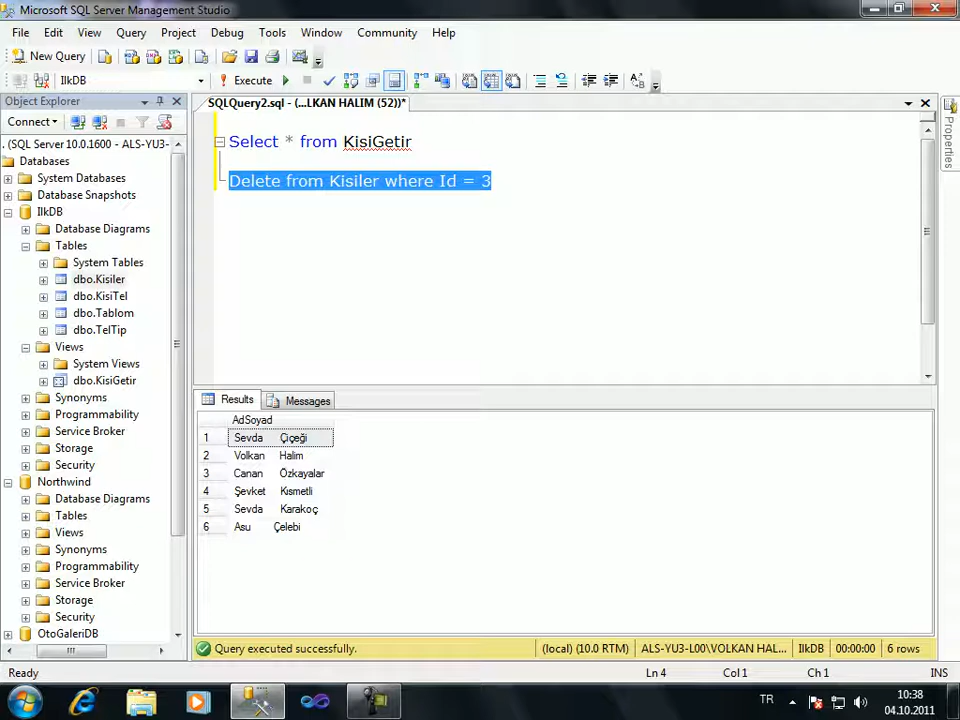 Microsoft SQL Server Management Studio
File Edit View Query Project Debug Tools Window Community Help
New Query
IlkDB Execute
Object Explorer
SQLQuery2.sql - (...LKAN HALIM (52))*
Connect
. (SQL Server 10.0.1600 - ALS-YU3-
Databases
System Databases
Database Snapshots
IlkDB
Database Diagrams
Tables
System Tables
dbo.Kisiler
dbo.KisiTel
dbo.Tablom
dbo.TelTip
Views
System Views
dbo.KisiGetir
Synonyms
Programmability
Service Broker
Storage
Security
Northwind
Database Diagrams
Tables
Views
Synonyms
Programmability
Service Broker
Storage
Security
OtoGaleriDB
Select * from KisiGetir
Delete from Kisiler where Id = 3
Properties
Results Messages
AdSoyad
1 Sevda Çiçeği
2 Volkan Halim
3 Canan Özkayalar
4 Şevket Kısmetli
5 Sevda Karakoç
6 Asu Çelebi
Query executed successfully. (local) (10.0 RTM) ALS-YU3-L00\VOLKAN HAL... IlkDB 00:00:00 6 rows
Ready Ln 4 Col 1 Ch 1 INS
TR 10:38
04.10.2011